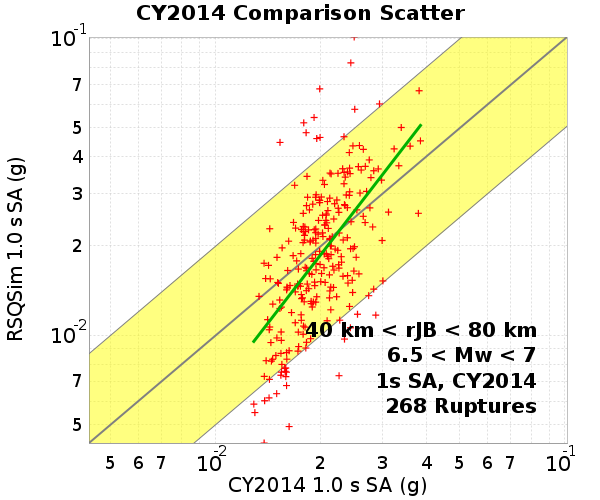 CY2014 Comparison Scatter
10-1
7
5
4
3
2
10-2
7
5
RSQSim 1.0 s SA (g)
40 km < rJB < 80 km
6.5 < Mw < 7
1s SA, CY2014
268 Ruptures
5 6 7 10-2 2 3 4 5 6 7 10-1
CY2014 1.0 s SA (g)